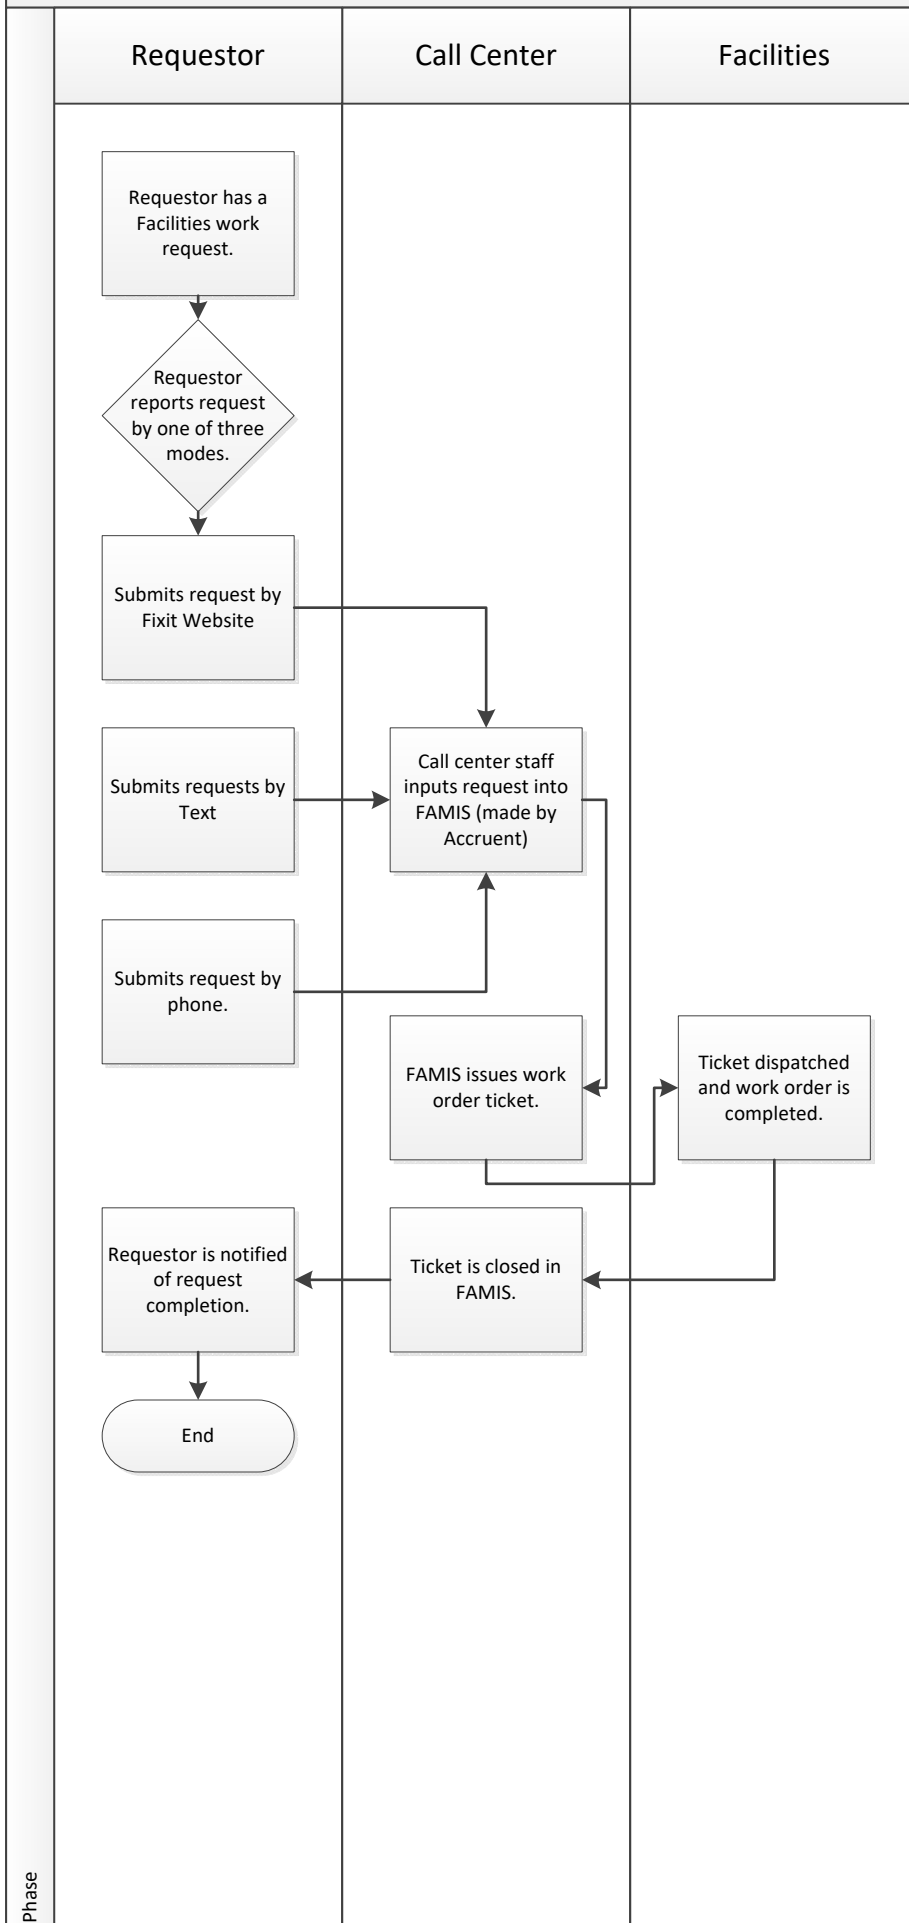 Requestor
Call Center
Facilities
Requestor has a
Facilities work
request.
Requestor
reports request
by one of three
modes.
Submits request by
Fixit Website
Submits requests by
Text
Call center staff
inputs request into
FAMIS (made by
Accruent)
Submits request by
phone.
FAMIS issues work
order ticket.
Ticket dispatched
and work order is
completed.
Requestor is notified
of request
completion.
Ticket is closed in
FAMIS.
End
Phase